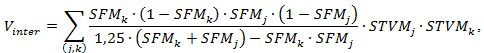 V_{inter} = \sum_{(j,k)} \frac{SFM_k \cdot (1 - SFM_k) \cdot SFM_j \cdot (1 - SFM_j)}{1,25 \cdot (SFM_k + SFM_j) - SFM_k \cdot SFM_j} \cdot STVM_j \cdot STVM_k,